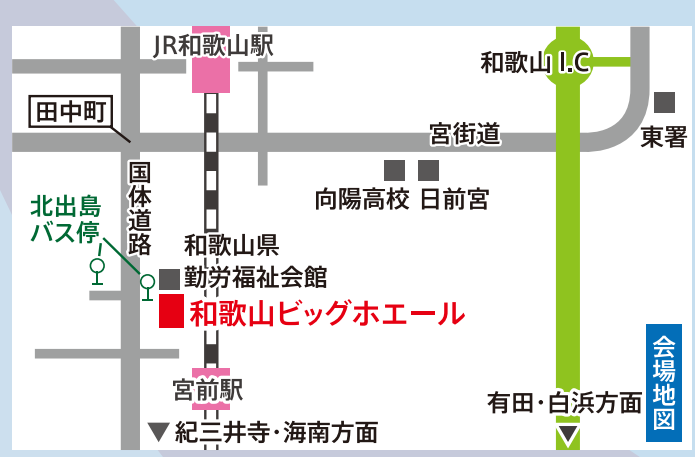 JR和歌山駅
和歌山 I.C
田中町
東署
宮街道
向陽高校
日前宮
国体道路
北出島
バス停
和歌山県
勤労福祉会館
和歌山ビッグホエール
会場地図
宮前駅
有田・白浜方面
紀三井寺・海南方面